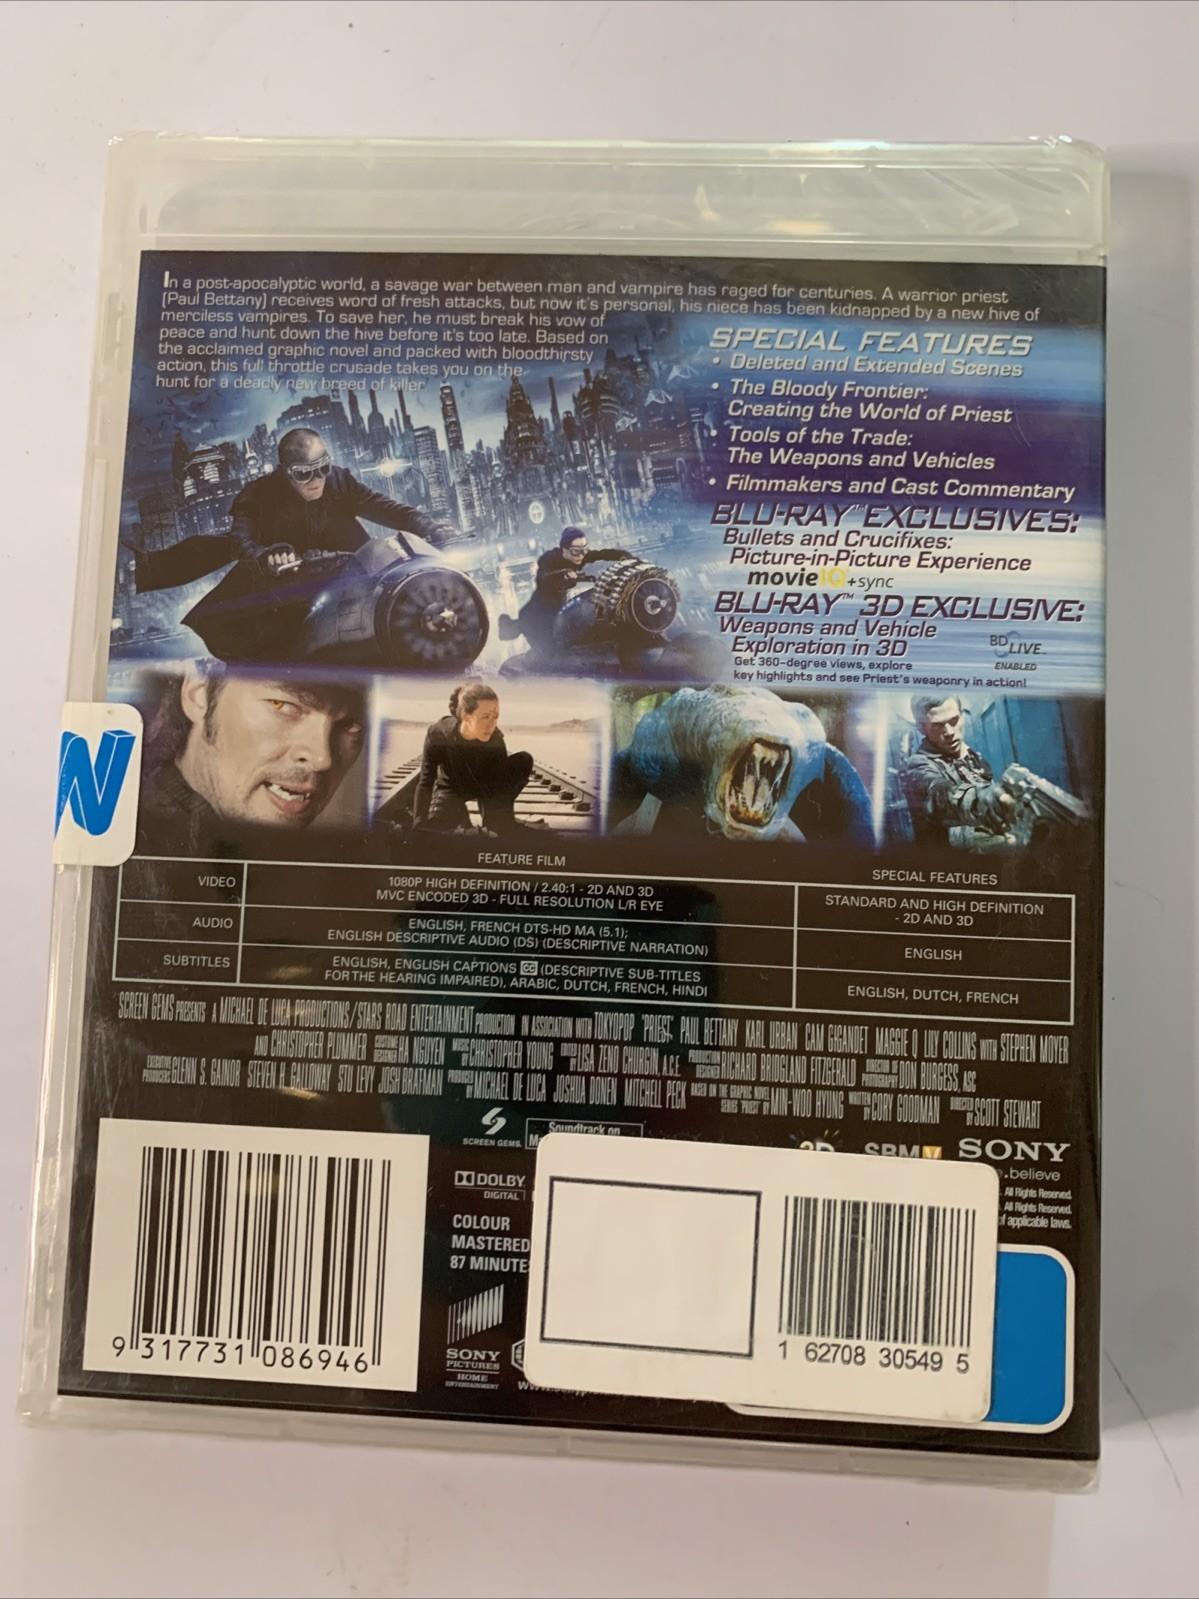 In a post-apocalyptic world, a savage war between man and vampire has raged for centuries. A warrior priest
(Paul Bettany) receives word of fresh attacks, but now it's personal, his niece has been kidnapped by a new hive of
merciless vampires. To save her, he must break his vow of
peace and hunt down the hive before it's too late. Based on
the acclaimed graphic novel and packed with bloodthirsty
action, this full throttle crusade takes you on the
hunt for a deadly new breed of killer.
SPECIAL FEATURES
• Deleted and Extended Scenes
• The Bloody Frontier:
Creating the World of Priest
• Tools of the Trade:
The Weapons and Vehicles
• Filmmakers and Cast Commentary
BLU-RAY™ EXCLUSIVES:
Bullets and Crucifixes:
Picture-in-Picture Experience
movieIQ+sync
BLU-RAY™ 3D EXCLUSIVE:
Weapons and Vehicle
Exploration in 3D
Get 360-degree views, explore
key highlights and see Priest's weaponry in action!
BD LIVE™
ENABLED
N
FEATURE FILM
SPECIAL FEATURES
VIDEO
1080P HIGH DEFINITION / 2.40:1 - 2D AND 3D
MVC ENCODED 3D - FULL RESOLUTION L/R EYE
STANDARD AND HIGH DEFINITION
- 2D AND 3D
AUDIO
ENGLISH, FRENCH DTS-HD MA (5.1);
ENGLISH DESCRIPTIVE AUDIO (DS) (DESCRIPTIVE NARRATION)
ENGLISH
SUBTITLES
ENGLISH, ENGLISH CAPTIONS CC (DESCRIPTIVE SUB-TITLES
FOR THE HEARING IMPAIRED), ARABIC, DUTCH, FRENCH, HINDI
ENGLISH, DUTCH, FRENCH
SCREEN GEMS PRESENTS A MICHAEL DE LUCA PRODUCTIONS/STARS ROAD ENTERTAINMENT PRODUCTION IN ASSOCIATION WITH TOKYOPOP "PRIEST" PAUL BETTANY KARL URBAN CAM GIGANDET MAGGIE Q LILY COLLINS WITH STEPHEN MOYER
AND CHRISTOPHER PLUMMER COSTUME DESIGNER HA NGUYEN MUSIC BY CHRISTOPHER YOUNG EDITED BY LISA ZENO CHURGIN, A.C.E. PRODUCTION DESIGNER RICHARD BRIDGLAND FITZGERALD DIRECTOR OF PHOTOGRAPHY DON BURGESS, ASC
EXECUTIVE PRODUCERS GLENN S. GAINOR STEVEN H. GALLOWAY STU LEVY JOSH BRATMAN PRODUCED BY MICHAEL DE LUCA JOSHUA DONEN MITCHELL PECK BASED ON THE GRAPHIC NOVEL SERIES "PRIEST" BY MIN-WOO HYUNG WRITTEN BY CORY GOODMAN DIRECTED BY SCOTT STEWART
SCREEN GEMS
Soundtrack on
3D
SBMV
SONY
.believe
All Rights Reserved.
All Rights Reserved.
of applicable laws.
DOLBY
DIGITAL
COLOUR
MASTERED
87 MINUTE
SONY
PICTURES
HOME
ENTERTAINMENT
9 317731 086946
1 62708 30549 5